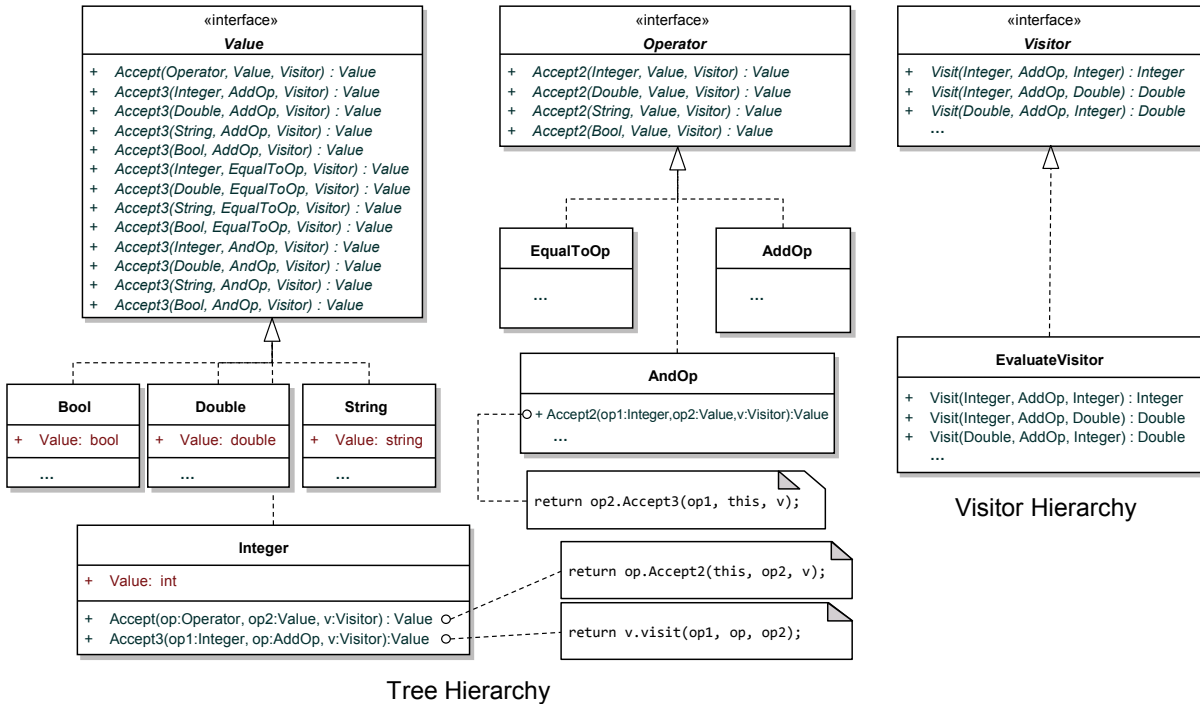 «interface»
Value
+ Accept(Operator, Value, Visitor) : Value
+ Accept3(Integer, AddOp, Visitor) : Value
+ Accept3(Double, AddOp, Visitor) : Value
+ Accept3(String, AddOp, Visitor) : Value
+ Accept3(Bool, AddOp, Visitor) : Value
+ Accept3(Integer, EqualToOp, Visitor) : Value
+ Accept3(Double, EqualToOp, Visitor) : Value
+ Accept3(String, EqualToOp, Visitor) : Value
+ Accept3(Bool, EqualToOp, Visitor) : Value
+ Accept3(Integer, AndOp, Visitor) : Value
+ Accept3(Double, AndOp, Visitor) : Value
+ Accept3(String, AndOp, Visitor) : Value
+ Accept3(Bool, AndOp, Visitor) : Value
«interface»
Operator
+ Accept2(Integer, Value, Visitor) : Value
+ Accept2(Double, Value, Visitor) : Value
+ Accept2(String, Value, Visitor) : Value
+ Accept2(Bool, Value, Visitor) : Value
«interface»
Visitor
+ Visit(Integer, AddOp, Integer) : Integer
+ Visit(Integer, AddOp, Double) : Double
+ Visit(Double, AddOp, Integer) : Double
...
EqualToOp
...
AddOp
...
AndOp
+ Accept2(op1:Integer,op2:Value,v:Visitor):Value
...
return op2.Accept3(op1, this, v);
EvaluateVisitor
+ Visit(Integer, AddOp, Integer) : Integer
+ Visit(Integer, AddOp, Double) : Double
+ Visit(Double, AddOp, Integer) : Double
...
Visitor Hierarchy
Bool
+ Value: bool
...
Double
+ Value: double
...
String
+ Value: string
...
Integer
+ Value: int
+ Accept(op:Operator, op2:Value, v:Visitor) : Value
+ Accept3(op1:Integer, op:AddOp, v:Visitor):Value
return op.Accept2(this, op2, v);
return v.visit(op1, op, op2);
Tree Hierarchy